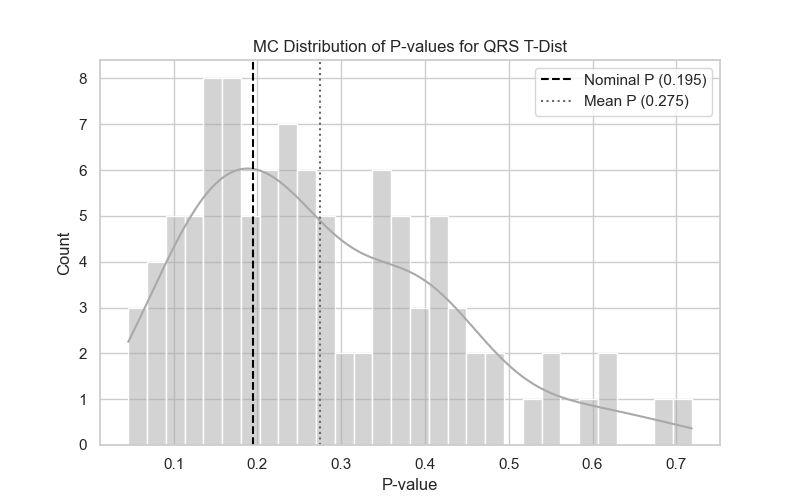 MC Distribution of P-values for QRS T-Dist
Nominal P (0.195)
Mean P (0.275)
Count
8
7
6
5
4
3
2
1
0
0.1 0.2 0.3 0.4 0.5 0.6 0.7
P-value